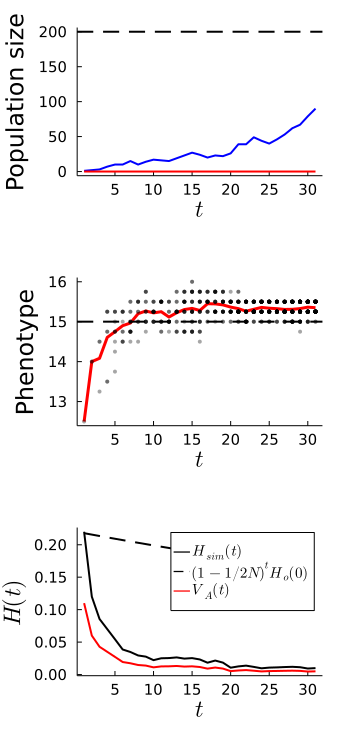 Population size
200
150
100
50
0
5 10 15 20 25 30
t
Phenotype
16
15
14
13
5 10 15 20 25 30
t
H(t)
0.20
0.15
0.10
0.05
0.00
H_sim(t)
(1 − 1/2N)^t H_o(0)
V_A(t)
5 10 15 20 25 30
t